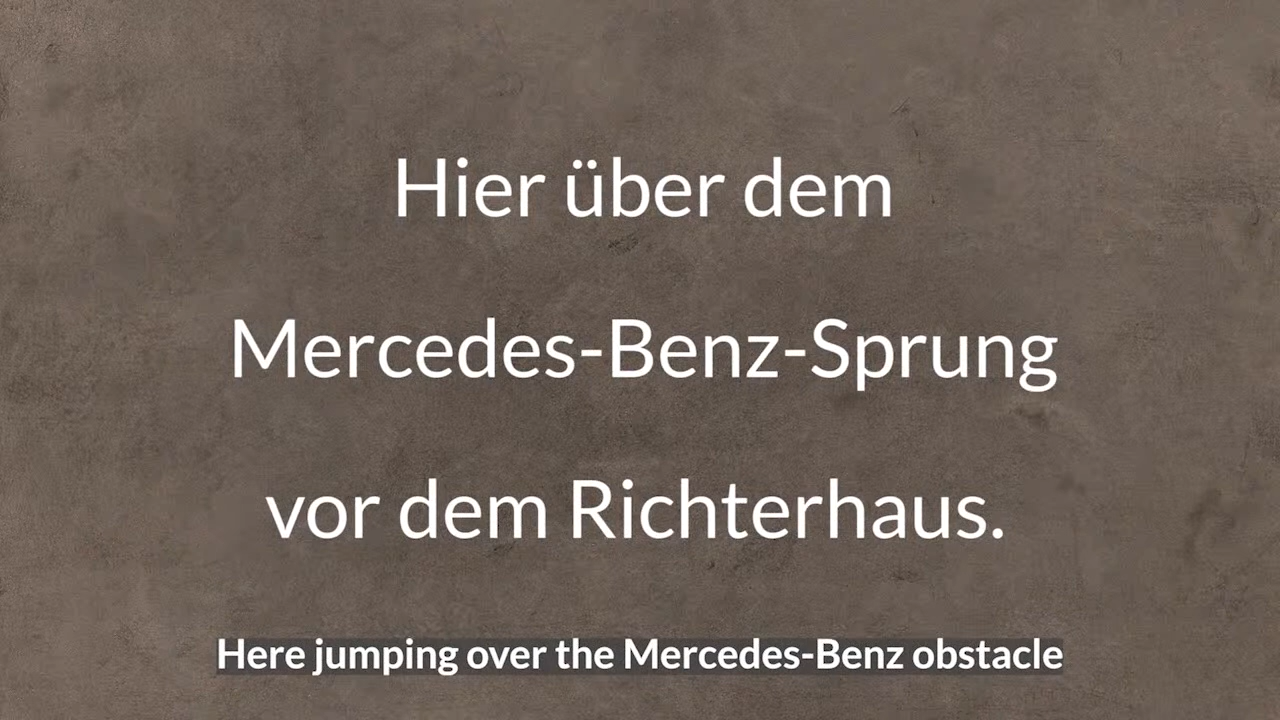 Hier über dem
Mercedes-Benz-Sprung
vor dem Richterhaus.
Here jumping over the Mercedes-Benz obstacle